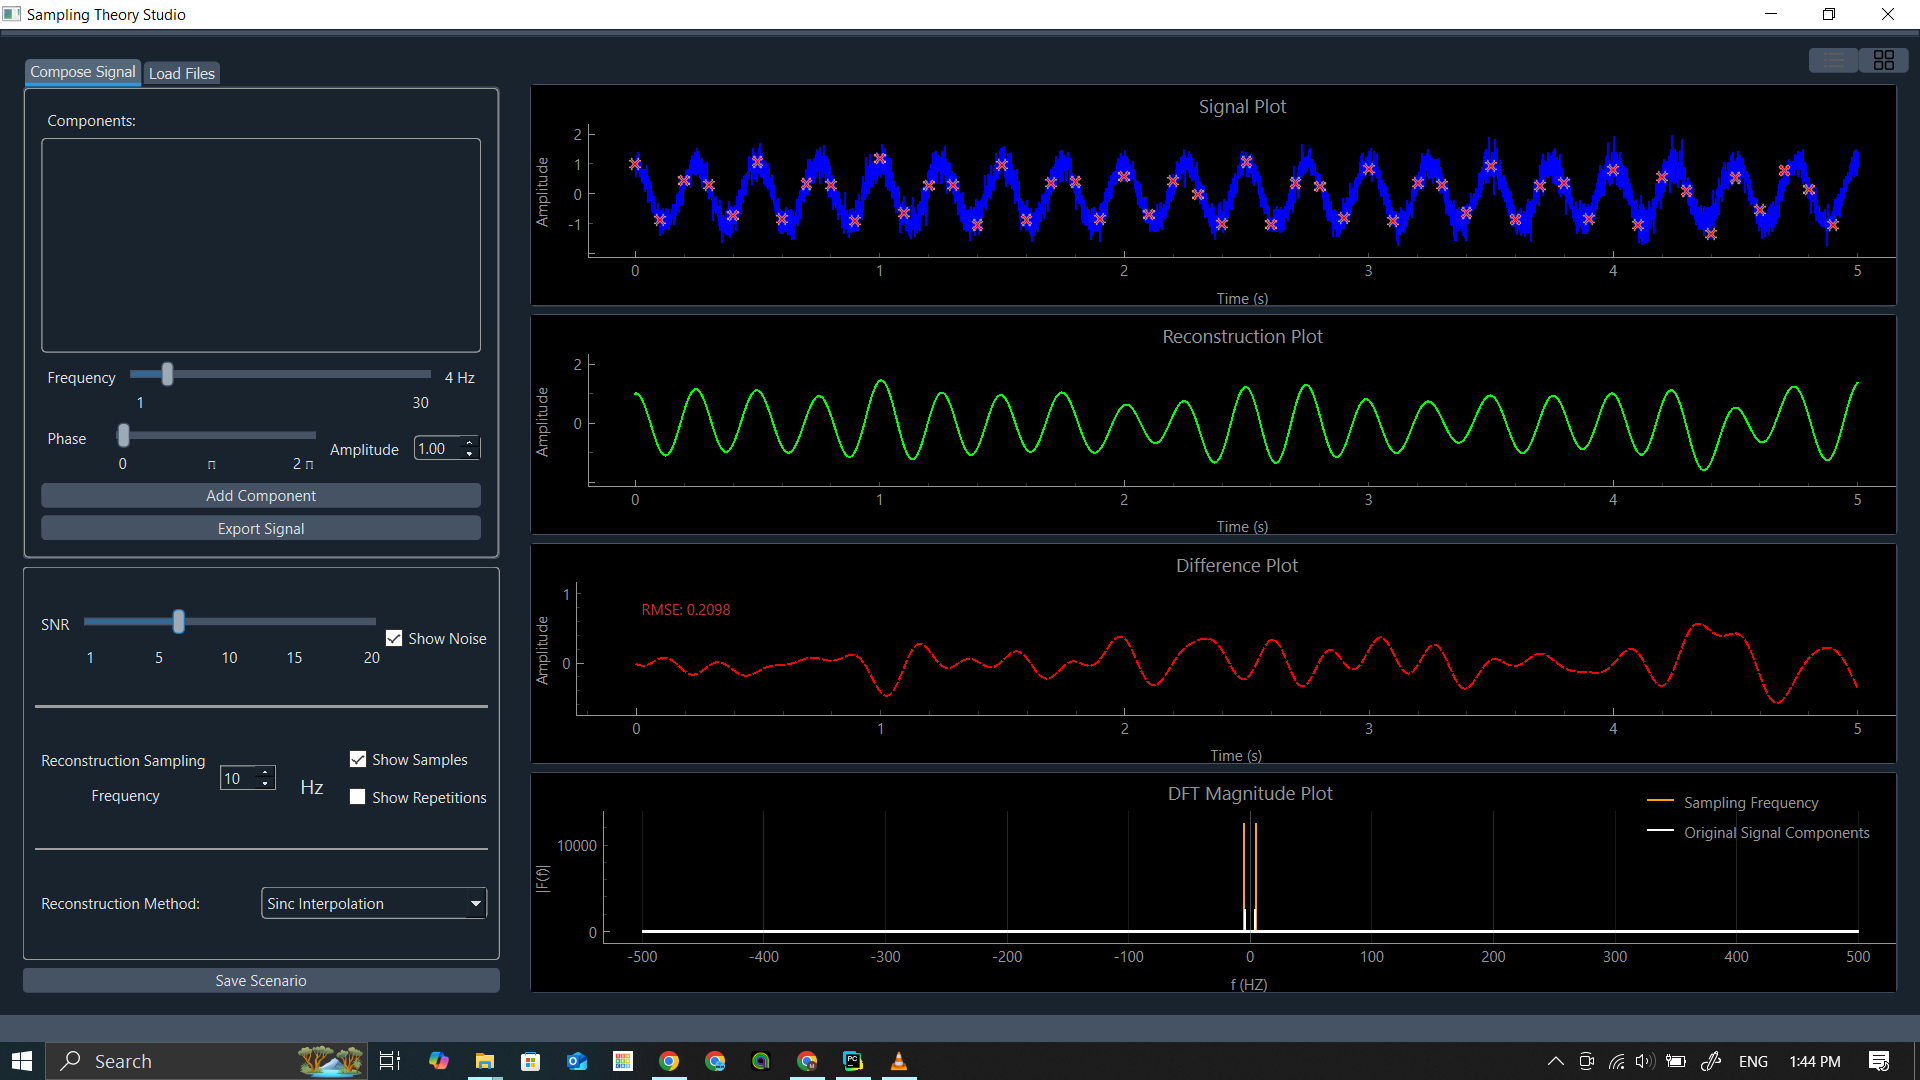 Sampling Theory Studio
Compose Signal Load Files
Components:
Frequency 4 Hz
1 30
Phase
0 π 2 π
Amplitude 1.00
Add Component
Export Signal
SNR
1 5 10 15 20
Show Noise
Reconstruction Sampling
Frequency
10 Hz
Show Samples
Show Repetitions
Reconstruction Method: Sinc Interpolation
Save Scenario
Signal Plot
Amplitude
2
1
0
-1
0 1 2 3 4 5
Time (s)
Reconstruction Plot
Amplitude
2
0
0 1 2 3 4 5
Time (s)
Difference Plot
RMSE: 0.2098
Amplitude
1
0
0 1 2 3 4 5
Time (s)
DFT Magnitude Plot
Sampling Frequency
Original Signal Components
|F(f)|
10000
0
-500 -400 -300 -200 -100 0 100 200 300 400 500
f (HZ)
Search
ENG 1:44 PM